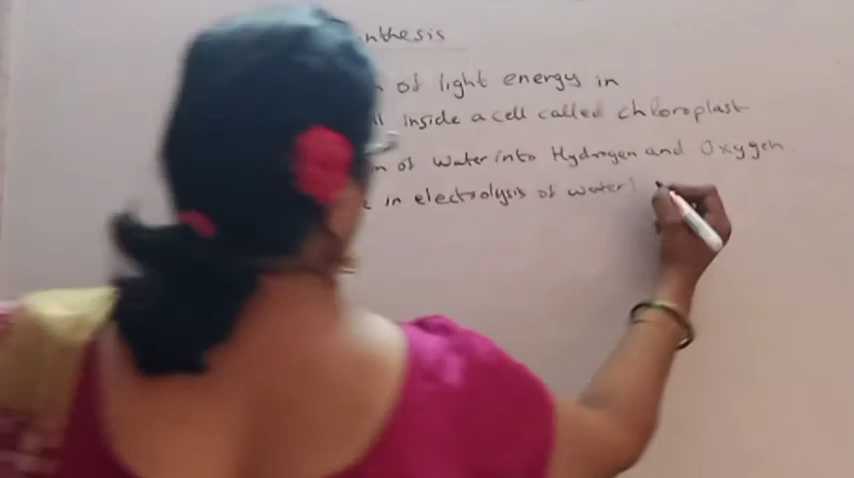 nthesis
of light energy in
inside a cell called chloroplast
of water into Hydrogen and Oxygen.
in electrolysis of water)